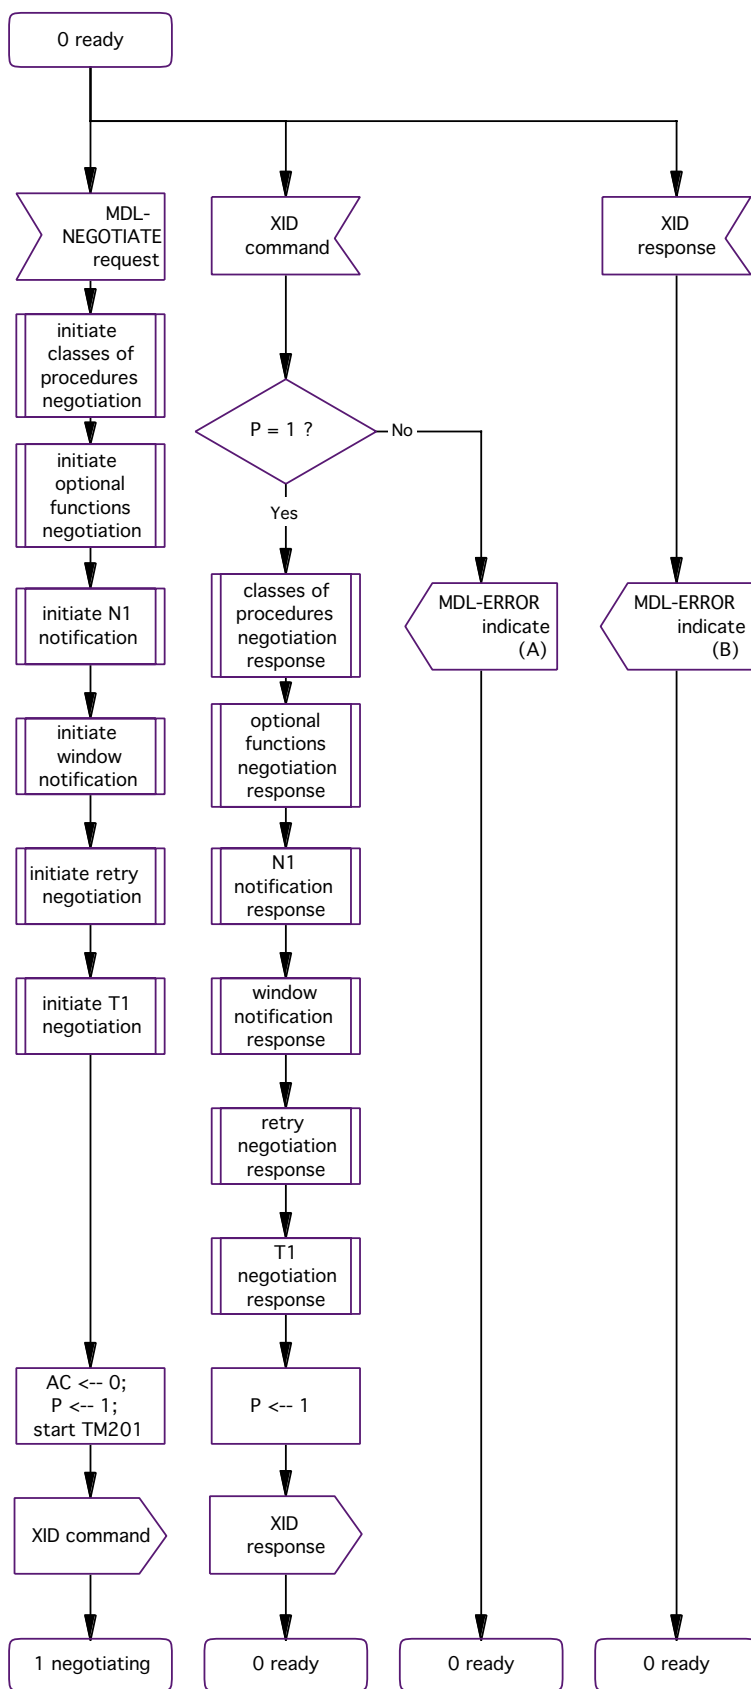 0 ready
MDL-
NEGOTIATE
request
initiate
classes of
procedures
negotiation
initiate
optional
functions
negotiation
initiate N1
notification
initiate
window
notification
initiate retry
negotiation
initiate T1
negotiation
AC <-- 0;
P <-- 1;
start TM201
XID command
1 negotiating
XID
command
P = 1 ?
No
Yes
classes of
procedures
negotiation
response
optional
functions
negotiation
response
N1
notification
response
window
notification
response
retry
negotiation
response
T1
negotiation
response
P <-- 1
XID
response
0 ready
MDL-ERROR
indicate
(A)
0 ready
XID
response
MDL-ERROR
indicate
(B)
0 ready